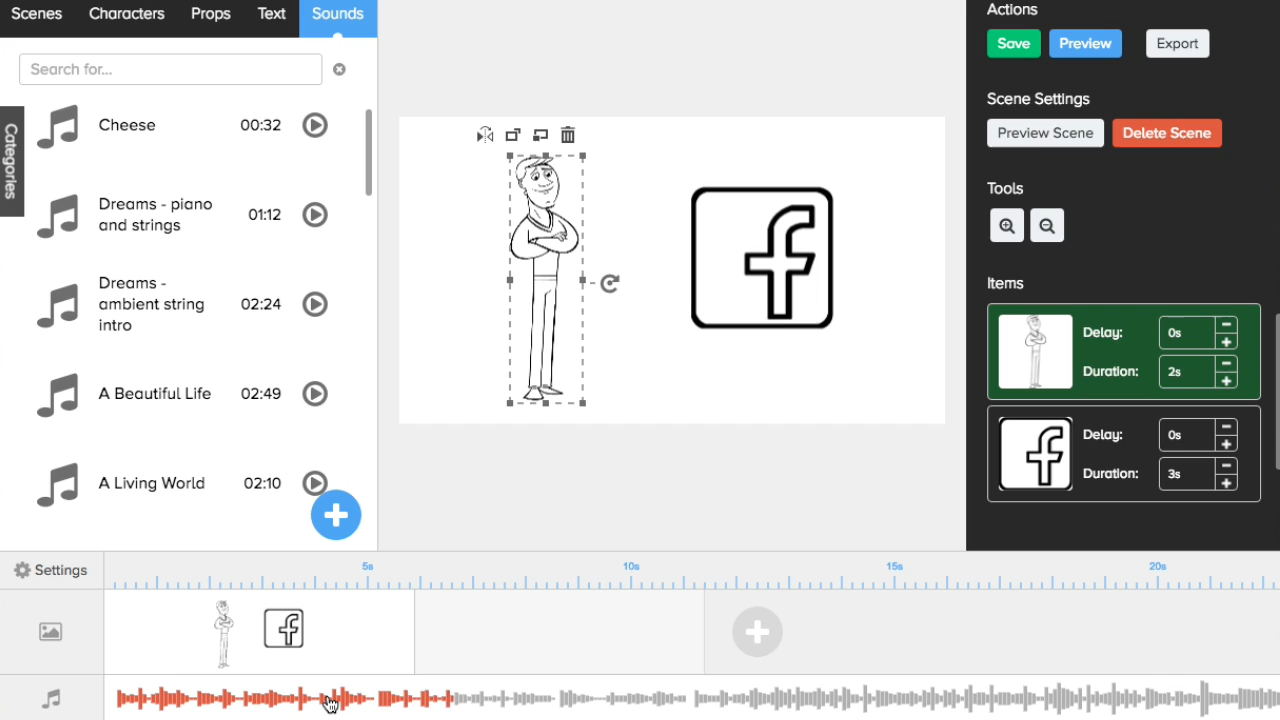 Scenes Characters Props Text Sounds
Search for...
Categories
Cheese 00:32
Dreams - piano
and strings 01:12
Dreams -
ambient string
intro 02:24
A Beautiful Life 02:49
A Living World 02:10
Actions
Save Preview Export
Scene Settings
Preview Scene Delete Scene
Tools
Items
Delay: 0s
Duration: 2s
Delay: 0s
Duration: 3s
f
f
Settings 5s 10s 15s 20s
f